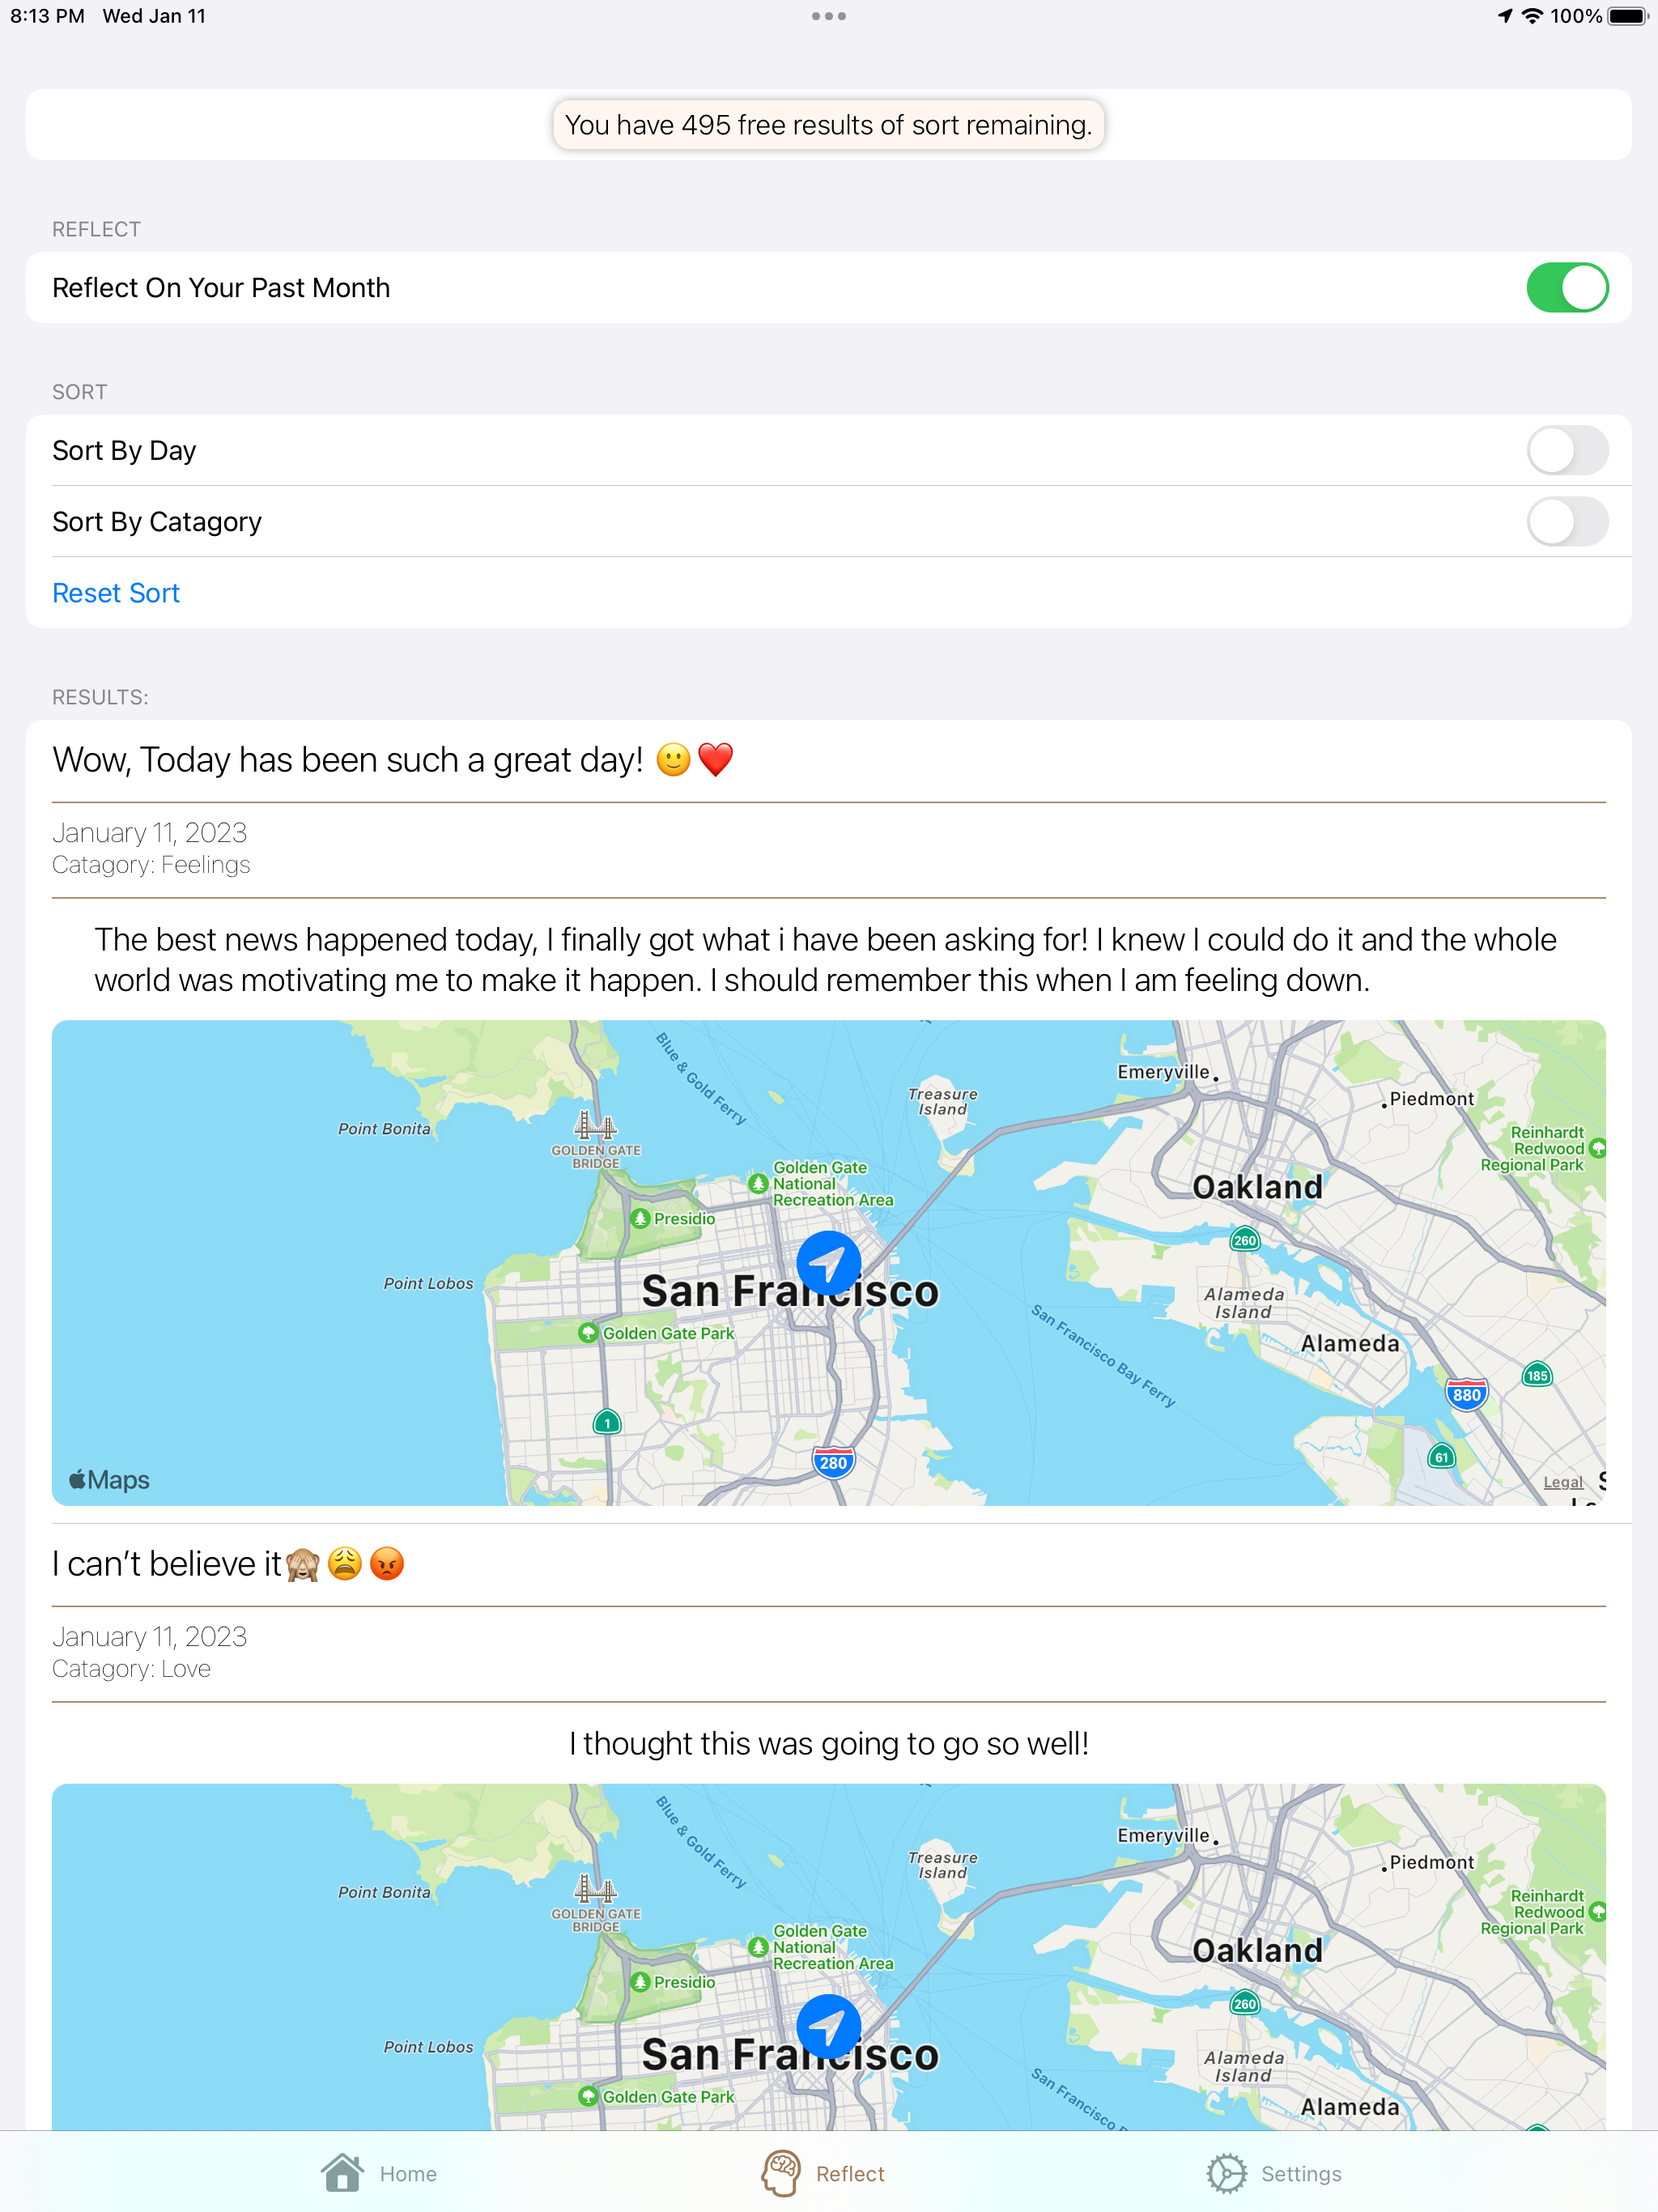 8:13 PM Wed Jan 11
100%
You have 495 free results of sort remaining.
REFLECT
Reflect On Your Past Month
SORT
Sort By Day
Sort By Catagory
Reset Sort
RESULTS:
Wow, Today has been such a great day! 🙂❤️
January 11, 2023
Catagory: Feelings
The best news happened today, I finally got what i have been asking for! I knew I could do it and the whole
world was motivating me to make it happen. I should remember this when I am feeling down.
Blue & Gold Ferry
Emeryville
Treasure
Island
Piedmont
Point Bonita
GOLDEN GATE
BRIDGE
Reinhardt
Redwood
Regional Park
Golden Gate
National
Recreation Area
Oakland
Presidio
260
Point Lobos
San Francisco
Alameda
Island
Golden Gate Park
San Francisco Bay Ferry
Alameda
185
880
1
280
61
Maps
Legal
I can't believe it🙈😩😡
January 11, 2023
Catagory: Love
I thought this was going to go so well!
Blue & Gold Ferry
Emeryville
Treasure
Island
Piedmont
Point Bonita
GOLDEN GATE
BRIDGE
Reinhardt
Redwood
Regional Park
Golden Gate
National
Recreation Area
Oakland
Presidio
260
Point Lobos
San Francisco
Alameda
Island
Golden Gate Park
San Francisco
Alameda
Home
Reflect
Settings